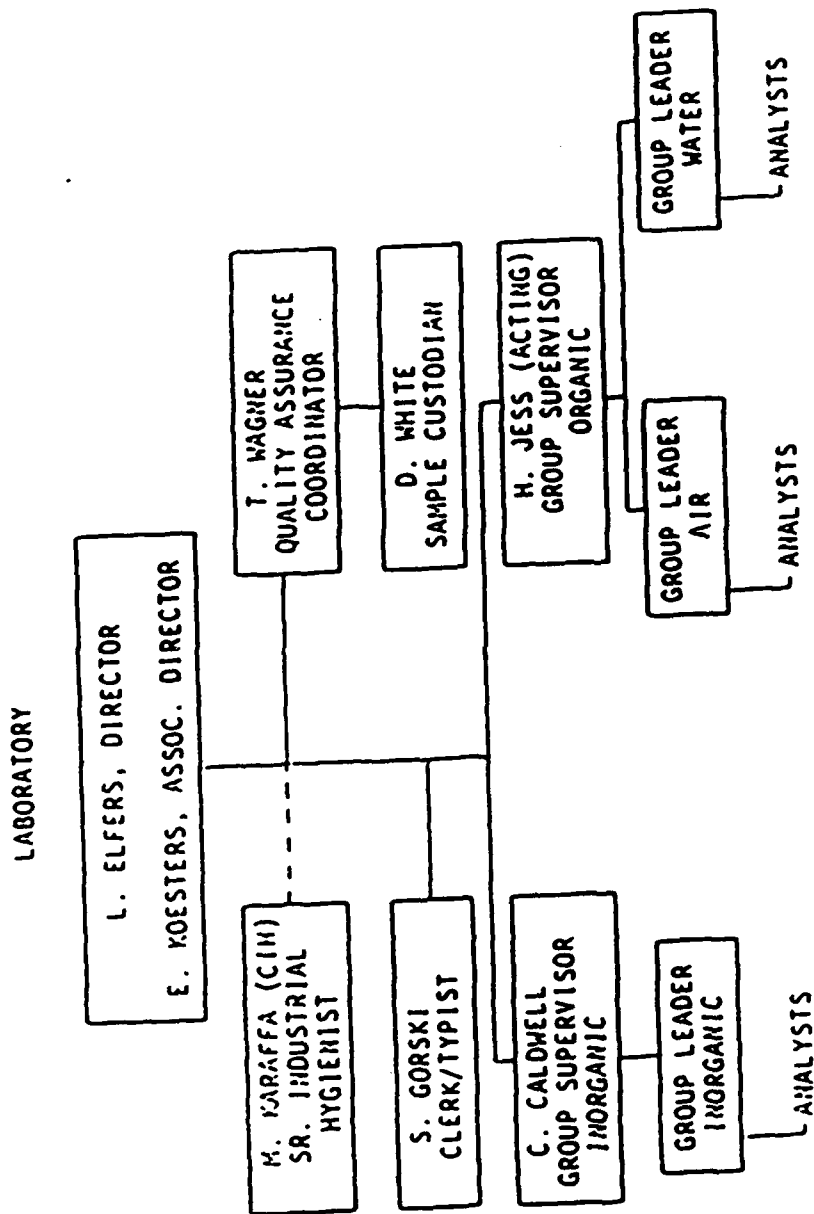 LABORATORY
L. ELFERS, DIRECTOR
E. KOESTERS, ASSOC. DIRECTOR
M. KARAFFA (CIH)
SR. INDUSTRIAL
HYGIENIST
T. WAGNER
QUALITY ASSURANCE
COORDINATOR
S. GORSKI
CLERK/TYPIST
D. WHITE
SAMPLE CUSTODIAN
C. CALDWELL
GROUP SUPERVISOR
INORGANIC
H. JESS (ACTING)
GROUP SUPERVISOR
ORGANIC
GROUP LEADER
INORGANIC
GROUP LEADER
AIR
GROUP LEADER
WATER
ANALYSTS
ANALYSTS
ANALYSTS